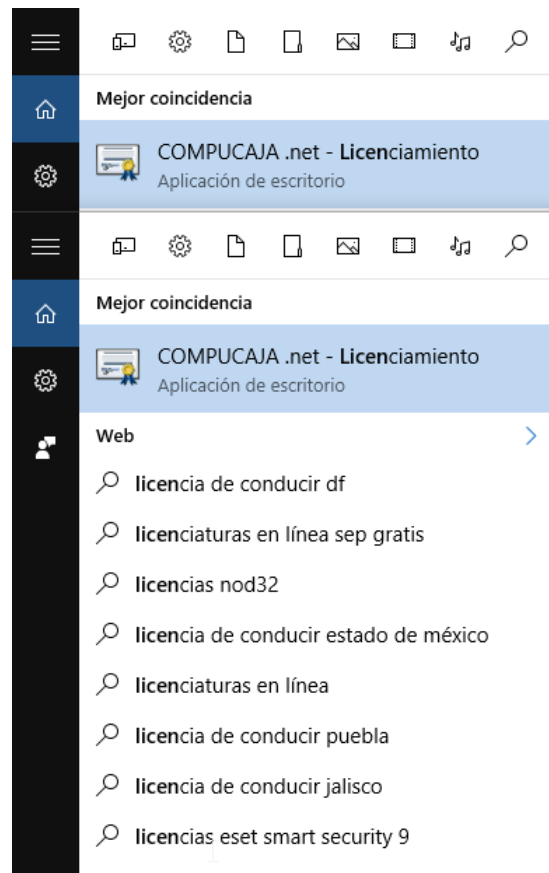 Mejor coincidencia
COMPUCAJA .net - Licenciamiento
Aplicación de escritorio
Mejor coincidencia
COMPUCAJA .net - Licenciamiento
Aplicación de escritorio
Web
licencia de conducir df
licenciaturas en línea sep gratis
licencias nod32
licencia de conducir estado de méxico
licenciaturas en línea
licencia de conducir puebla
licencia de conducir jalisco
licencias eset smart security 9